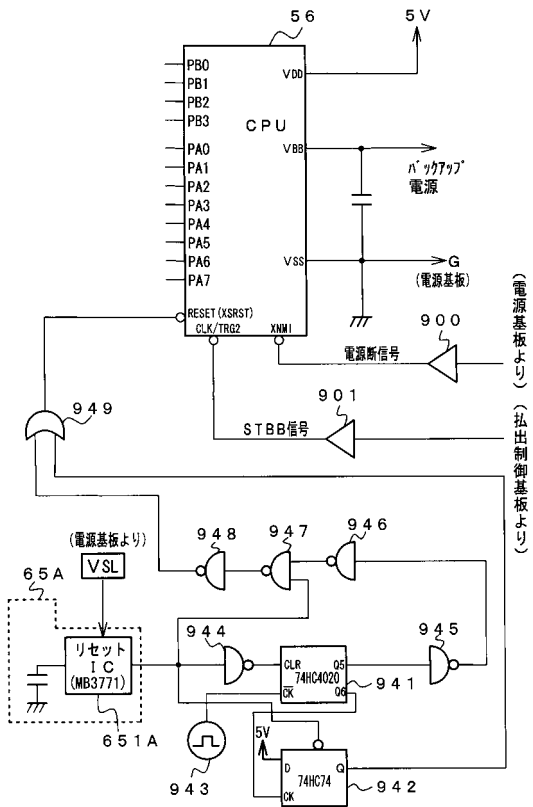 56
5V
PB0
PB1
PB2
PB3
PA0
PA1
PA2
PA3
PA4
PA5
PA6
PA7
CPU
VDD
VBB
VSS
バックアップ
電源
G
(電源基板)
RESET(XSRST)
CLK/TRG2
XNMI
900
電源断信号
(電源基板より)
901
STBB信号
(払出制御基板より)
949
948
947
946
945
(電源基板より)
VSL
65A
リセット
IC
(MB3771)
651A
944
CLR
Q5
74HC4020
CK
Q6
941
943
5V
D
Q
74HC74
CK
942